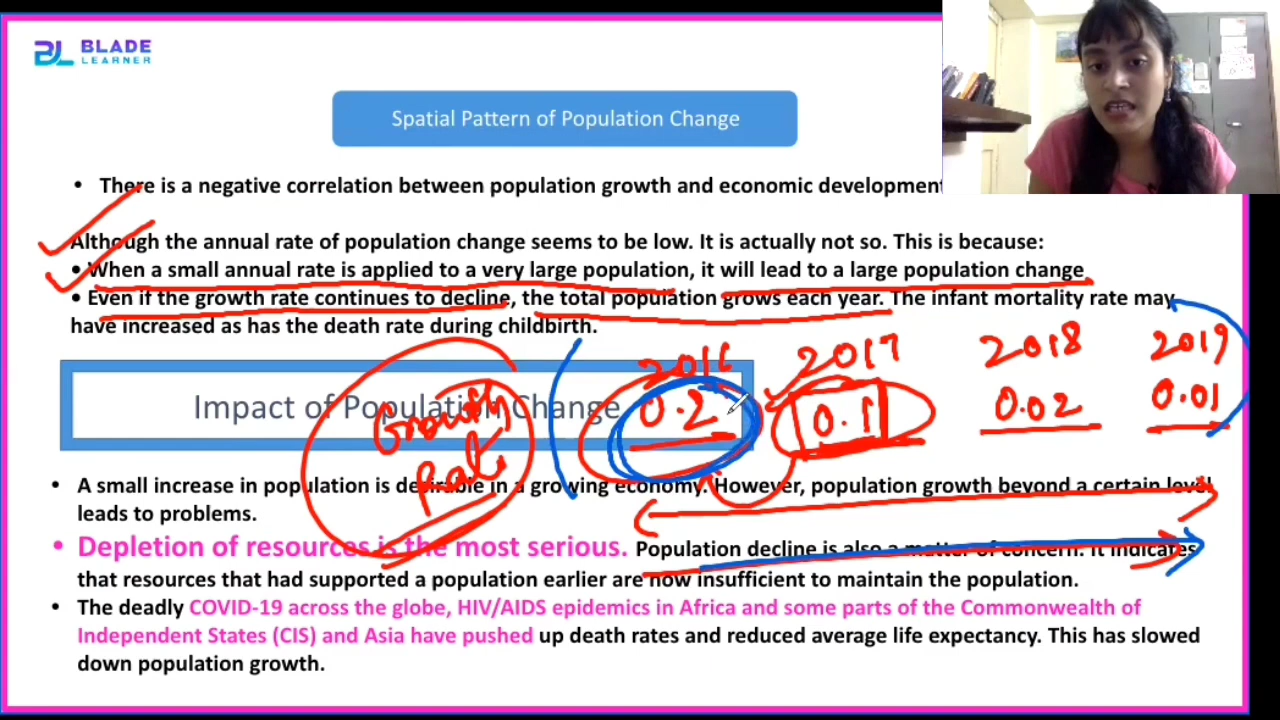 BLADE
LEARNER
Spatial Pattern of Population Change
• There is a negative correlation between population growth and economic development
Although the annual rate of population change seems to be low. It is actually not so. This is because:
• When a small annual rate is applied to a very large population, it will lead to a large population change
• Even if the growth rate continues to decline, the total population grows each year. The infant mortality rate may
have increased as has the death rate during childbirth.
2016 2017 2018 2019
Impact of Population Change
0.2 0.1 0.02 0.01
Growth
Rate
• A small increase in population is desirable in a growing economy. However, population growth beyond a certain level
leads to problems.
• Depletion of resources is the most serious. Population decline is also a matter of concern. It indicates
that resources that had supported a population earlier are now insufficient to maintain the population.
• The deadly COVID-19 across the globe, HIV/AIDS epidemics in Africa and some parts of the Commonwealth of
Independent States (CIS) and Asia have pushed up death rates and reduced average life expectancy. This has slowed
down population growth.